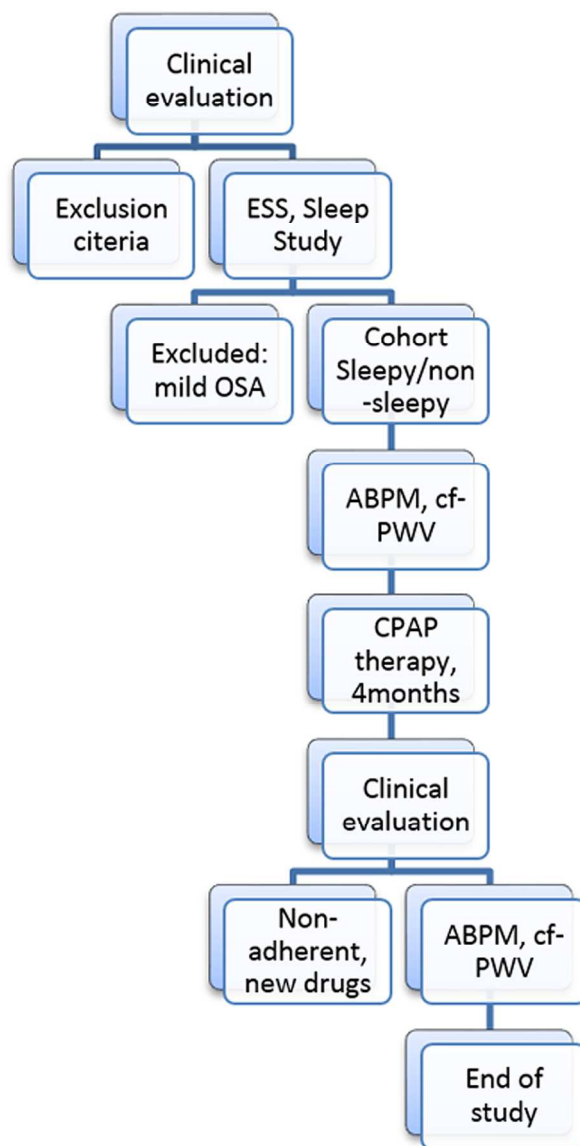 Clinical
evaluation
Exclusion
citeria
ESS, Sleep
Study
Excluded:
mild OSA
Cohort
Sleepy/non
-sleepy
ABPM, cf-
PWV
CPAP
therapy,
4months
Clinical
evaluation
Non-
adherent,
new drugs
ABPM, cf-
PWV
End of
study